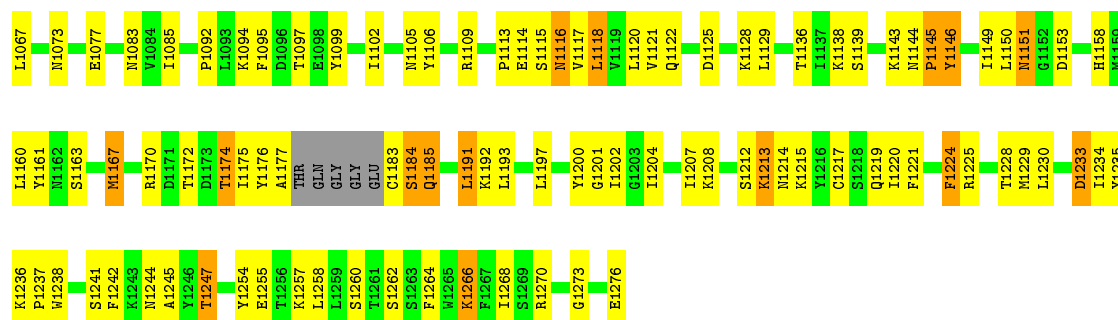 L1067 N1073 E1077 N1083 V1084 I1085 P1092 L1093 K1094 F1095 D1096 T1097 E1098 Y1099 I1102 N1105 Y1106 R1109 P1113 E1114 S1115 N1116 V1117 L1118 V1119 L1120 V1121 Q1122 D1125 K1128 L1129 T1136 I1137 K1138 S1139 K1143 N1144 P1145 Y1146 I1149 L1150 N1151 G1152 D1153 H1158 M1159
L1160 Y1161 N1162 S1163 M1167 R1170 D1171 T1172 D1173 T1174 I1175 Y1176 A1177 THR GLN GLY GLY GLU C1183 S1184 Q1185 L1191 K1192 L1193 L1197 Y1200 G1201 I1202 G1203 I1204 I1207 K1208 S1212 K1213 N1214 K1215 Y1216 C1217 S1218 Q1219 I1220 F1221 F1224 R1225 T1228 M1229 L1230 D1233 I1234 Y1235
K1236 P1237 W1238 S1241 F1242 K1243 N1244 A1245 Y1246 T1247 Y1254 E1255 T1256 K1257 L1258 L1259 S1260 T1261 S1262 S1263 F1264 W1265 K1266 F1267 I1268 S1269 R1270 G1273 E1276